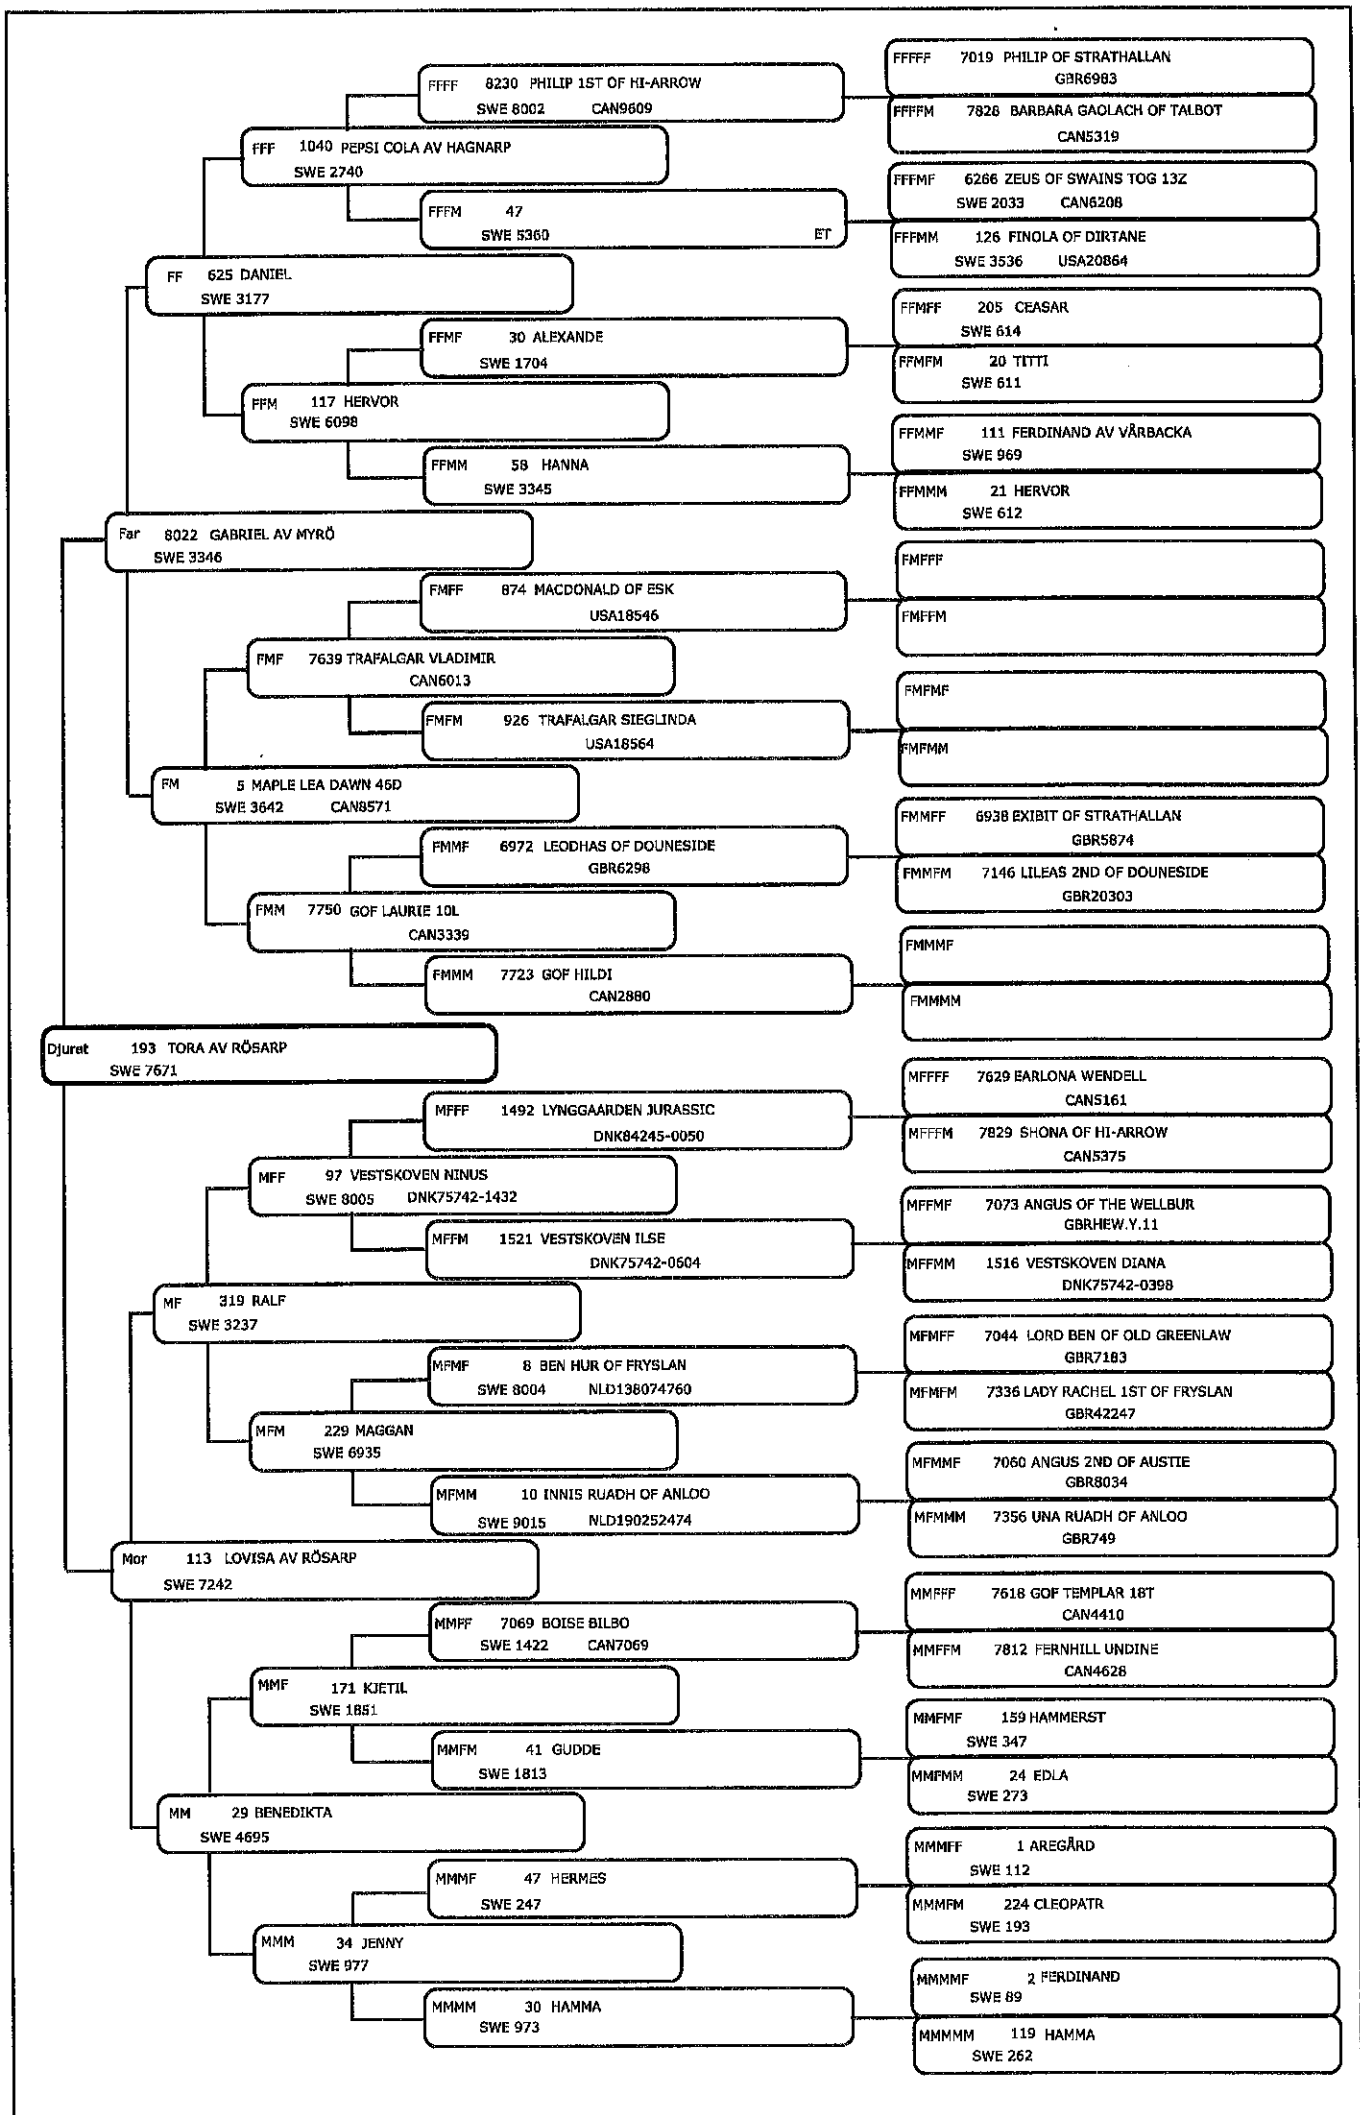 FFFFF 7019 PHILIP OF STRATHALLAN
GBR6983
FFFF 8230 PHILIP 1ST OF HI-ARROW
SWE 8002 CAN9609
FFFFM 7828 BARBARA GAOLACH OF TALBOT
CAN5319
FFF 1040 PEPSI COLA AV HAGNARP
SWE 2740
FFFMF 6266 ZEUS OF SWAINS TOG 13Z
SWE 2033 CAN6208
FFFM 47
SWE 5360 ET
FFFMM 126 FINOLA OF DIRTANE
SWE 3536 USA20864
FF 625 DANIEL
SWE 3177
FFMFF 205 CEASAR
SWE 614
FFMF 30 ALEXANDE
SWE 1704
FFMFM 20 TITTI
SWE 611
FFM 117 HERVOR
SWE 6098
FFMMF 111 FERDINAND AV VÅRBACKA
SWE 969
FFMM 58 HANNA
SWE 3345
FFMMM 21 HERVOR
SWE 612
Far 8022 GABRIEL AV MYRÖ
SWE 3346
FMFFF
FMFF 874 MACDONALD OF ESK
USA18546
FMFFM
FMF 7639 TRAFALGAR VLADIMIR
CAN6013
FMFMF
FMFM 926 TRAFALGAR SIEGLINDA
USA18564
FMFMM
FM 5 MAPLE LEA DAWN 46D
SWE 3642 CAN8571
FMMFF 6938 EXIBIT OF STRATHALLAN
GBR5874
FMMF 6972 LEODHAS OF DOUNESIDE
GBR6298
FMMFM 7146 LILEAS 2ND OF DOUNESIDE
GBR20303
FMM 7750 GOF LAURIE 10L
CAN3339
FMMMF
FMMM 7723 GOF HILDI
CAN2880
FMMMM
Djuret 193 TORA AV RÖSARP
SWE 7671
MFFFF 7629 EARLONA WENDELL
CAN5161
MFFF 1492 LYNGGAARDEN JURASSIC
DNK84245-0050
MFFFM 7829 SHONA OF HI-ARROW
CAN5375
MFF 97 VESTSKOVEN NINUS
SWE 8005 DNK75742-1432
MFFMF 7073 ANGUS OF THE WELLBUR
GBRHEW.Y.11
MFFM 1521 VESTSKOVEN ILSE
DNK75742-0604
MFFMM 1516 VESTSKOVEN DIANA
DNK75742-0398
MF 319 RALF
SWE 3237
MFMFF 7044 LORD BEN OF OLD GREENLAW
GBR7183
MFMF 8 BEN HUR OF FRYSLAN
SWE 8004 NLD138074760
MFMFM 7336 LADY RACHEL 1ST OF FRYSLAN
GBR42247
MFM 229 MAGGAN
SWE 6935
MFMMF 7060 ANGUS 2ND OF AUSTIE
GBR8034
MFMM 10 INNIS RUADH OF ANLOO
SWE 9015 NLD190252474
MFMMM 7356 UNA RUADH OF ANLOO
GBR749
Mor 113 LOVISA AV RÖSARP
SWE 7242
MMFFF 7618 GOF TEMPLAR 18T
CAN4410
MMFF 7069 BOISE BILBO
SWE 1422 CAN7069
MMFFM 7812 FERNHILL UNDINE
CAN4628
MMF 171 KJETIL
SWE 1851
MMFMF 159 HAMMERST
SWE 347
MMFM 41 GUDDE
SWE 1813
MMFMM 24 EDLA
SWE 273
MM 29 BENEDIKTA
SWE 4695
MMMFF 1 AREGÅRD
SWE 112
MMMF 47 HERMES
SWE 247
MMMFM 224 CLEOPATR
SWE 193
MMM 34 JENNY
SWE 977
MMMMF 2 FERDINAND
SWE 89
MMMM 30 HAMMA
SWE 973
MMMMM 119 HAMMA
SWE 262